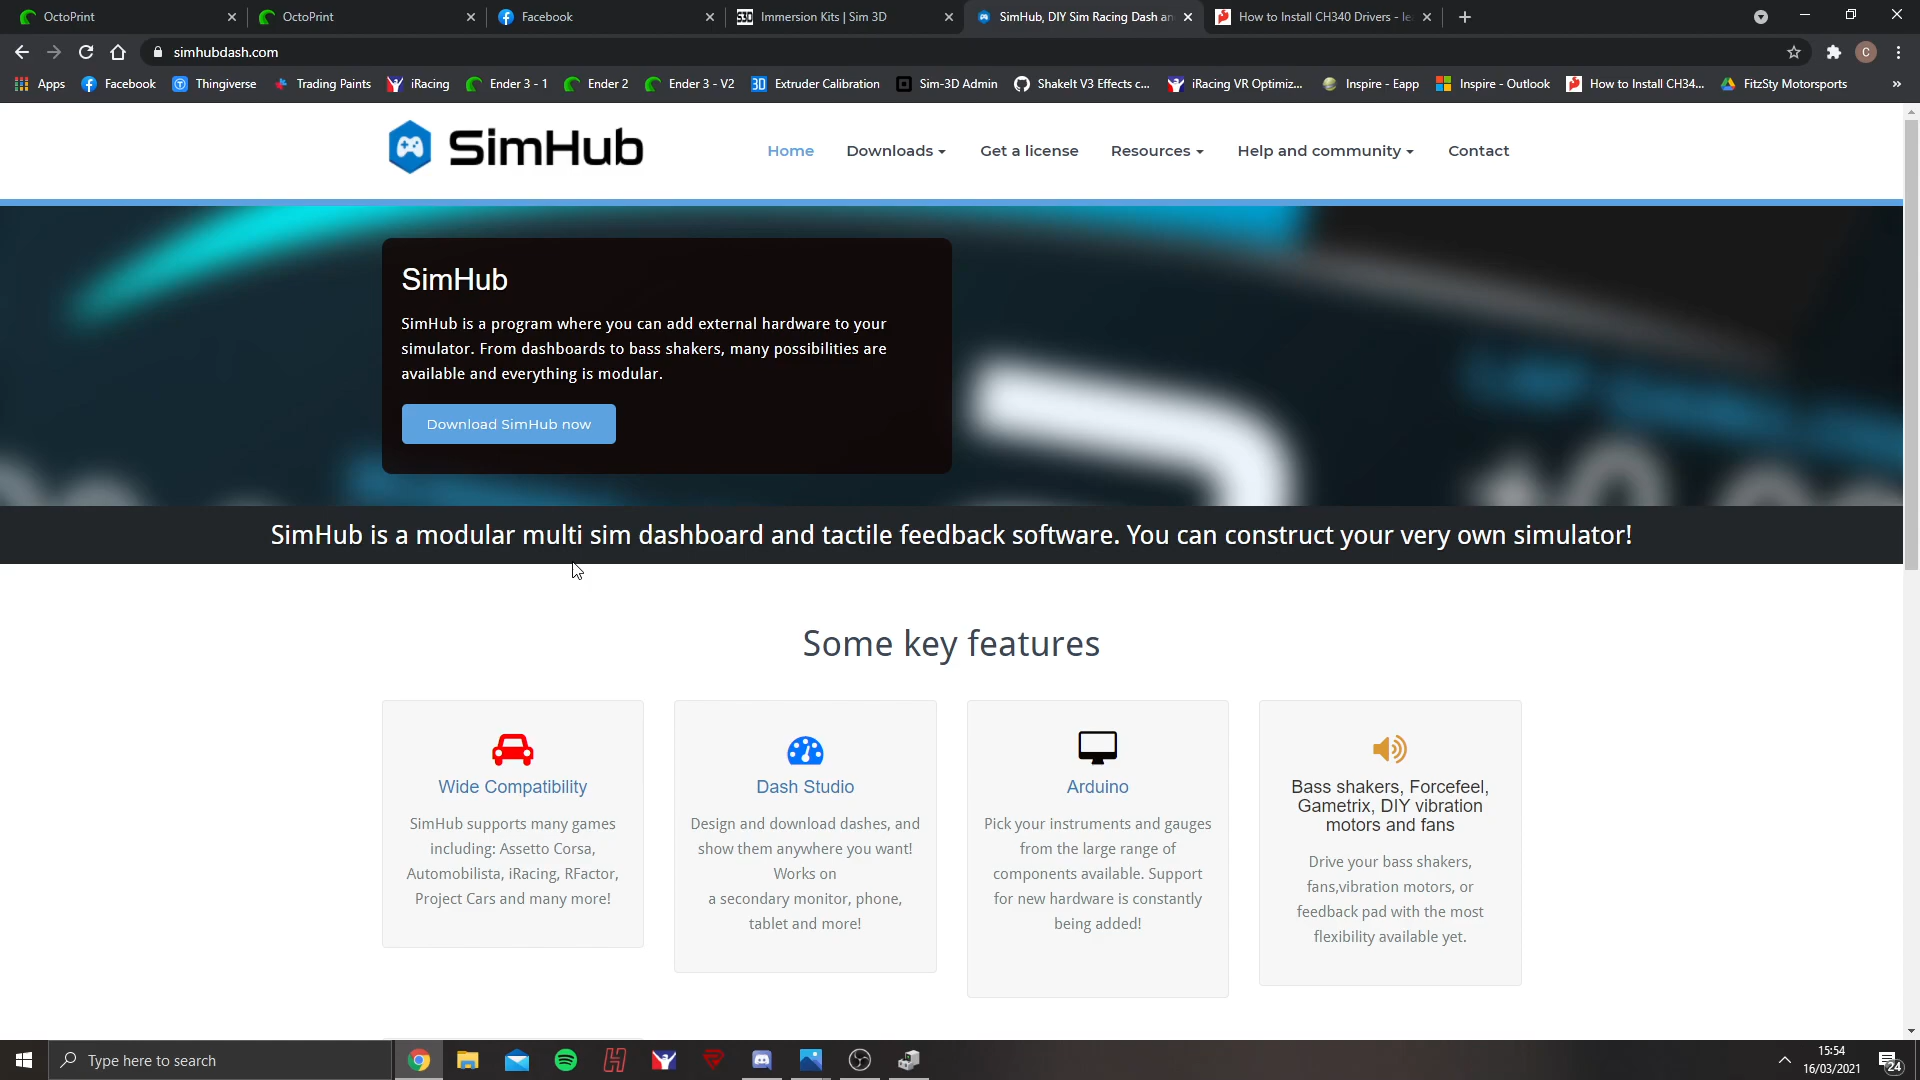 OctoPrint
OctoPrint
Facebook
Immersion Kits | Sim 3D
SimHub, DIY Sim Racing Dash an
How to Install CH340 Drivers - le
simhubdash.com
C
Apps
Facebook
Thingiverse
Trading Paints
iRacing
Ender 3 - 1
Ender 2
Ender 3 - V2
Extruder Calibration
Sim-3D Admin
ShakeIt V3 Effects c...
iRacing VR Optimiz...
Inspire - Eapp
Inspire - Outlook
How to Install CH34...
FitzSty Motorsports
SimHub
Home
Downloads
Get a license
Resources
Help and community
Contact
SimHub
SimHub is a program where you can add external hardware to your
simulator. From dashboards to bass shakers, many possibilities are
available and everything is modular.
Download SimHub now
SimHub is a modular multi sim dashboard and tactile feedback software. You can construct your very own simulator!
Some key features
Wide Compatibility
SimHub supports many games
including: Assetto Corsa,
Automobilista, iRacing, RFactor,
Project Cars and many more!
Dash Studio
Design and download dashes, and
show them anywhere you want!
Works on
a secondary monitor, phone,
tablet and more!
Arduino
Pick your instruments and gauges
from the large range of
components available. Support
for new hardware is constantly
being added!
Bass shakers, Forcefeel,
Gametrix, DIY vibration
motors and fans
Drive your bass shakers,
fans,vibration motors, or
feedback pad with the most
flexibility available yet.
Type here to search
15:54
16/03/2021
24